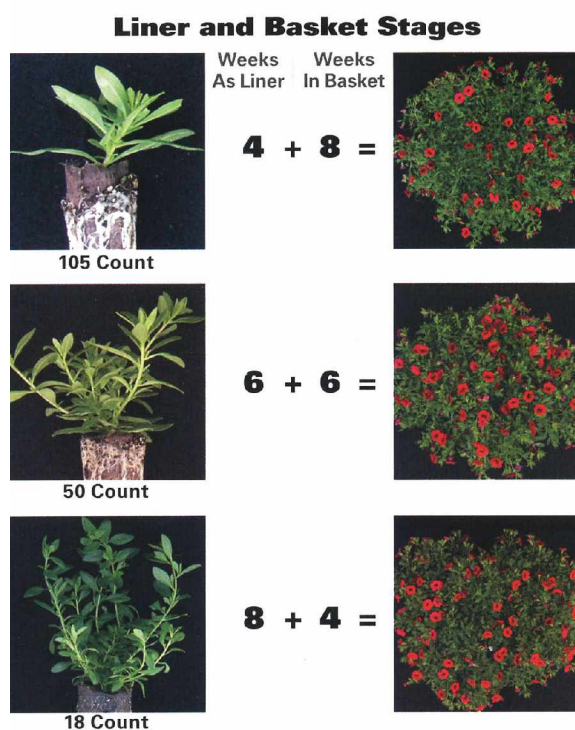 Liner and Basket Stages
Weeks As Liner
Weeks In Basket
4 + 8 =
105 Count
6 + 6 =
50 Count
8 + 4 =
18 Count